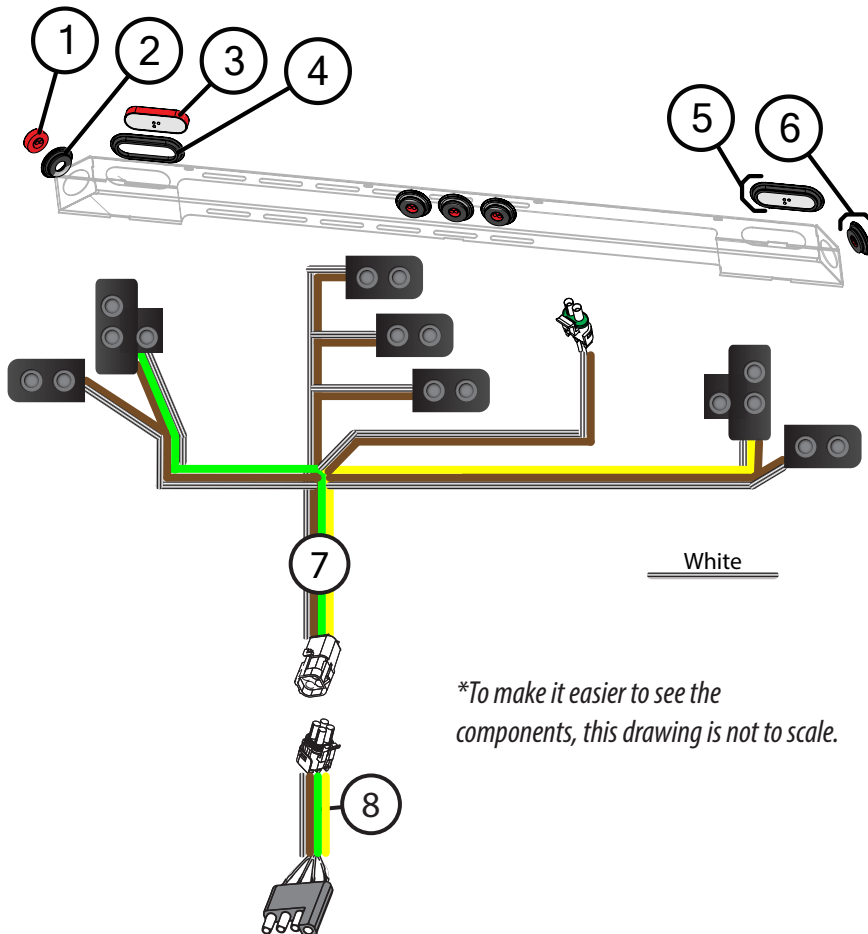 1
2
3
4
5
6
7
White
*To make it easier to see the
components, this drawing is not to scale.
8